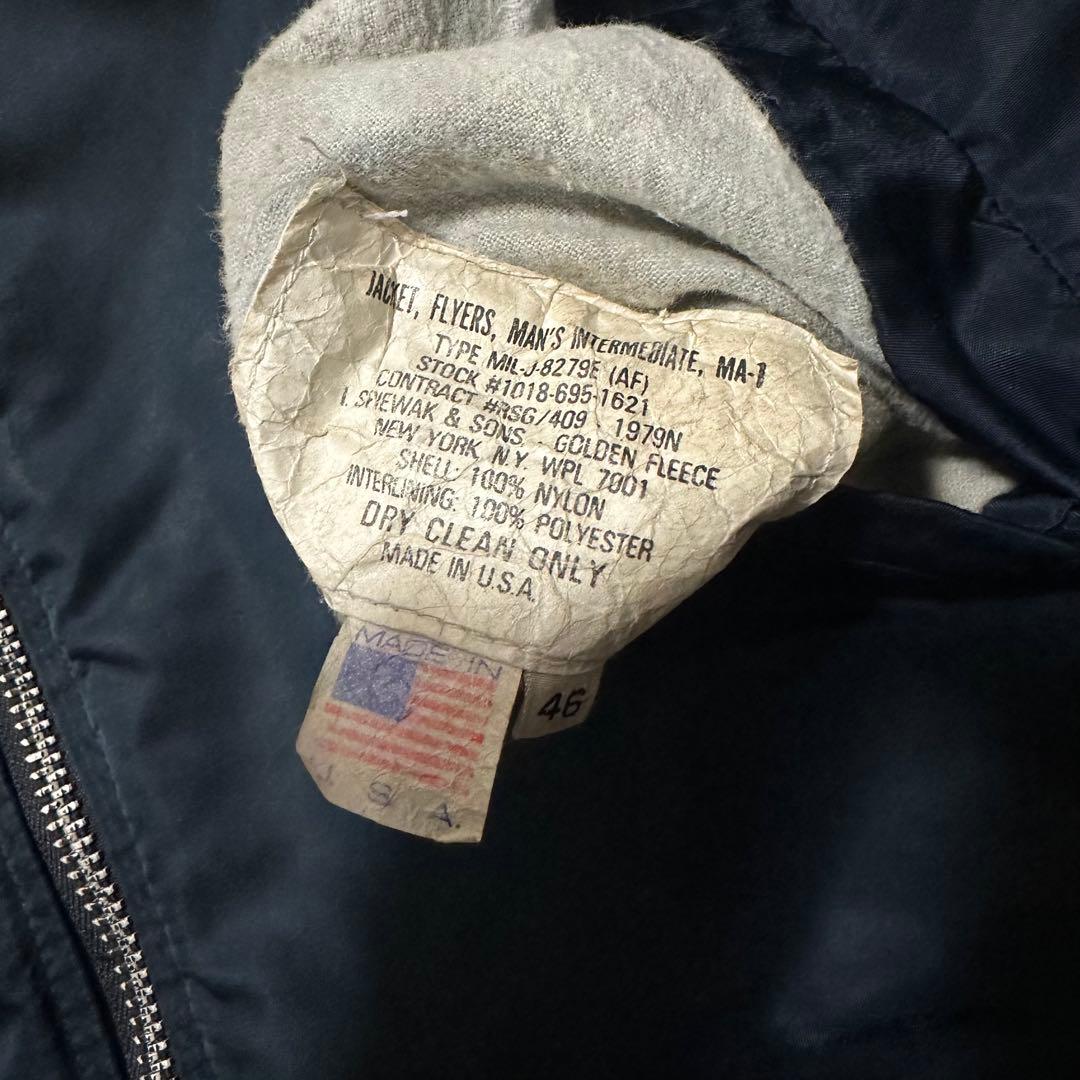 JACKET, FLYERS, MAN'S INTERMEDIATE, MA-1
TYPE MIL-J-8279E (AF)
STOCK #1018-695-1621
CONTRACT #RSG/409 - 1979N
I. SPIEWAK & SONS - GOLDEN FLEECE
NEW YORK, N.Y. WPL 7001
SHELL: 100% NYLON
INTERLINING: 100% POLYESTER
DRY CLEAN ONLY
MADE IN U.S.A.
MADE IN
U. S. A.
46